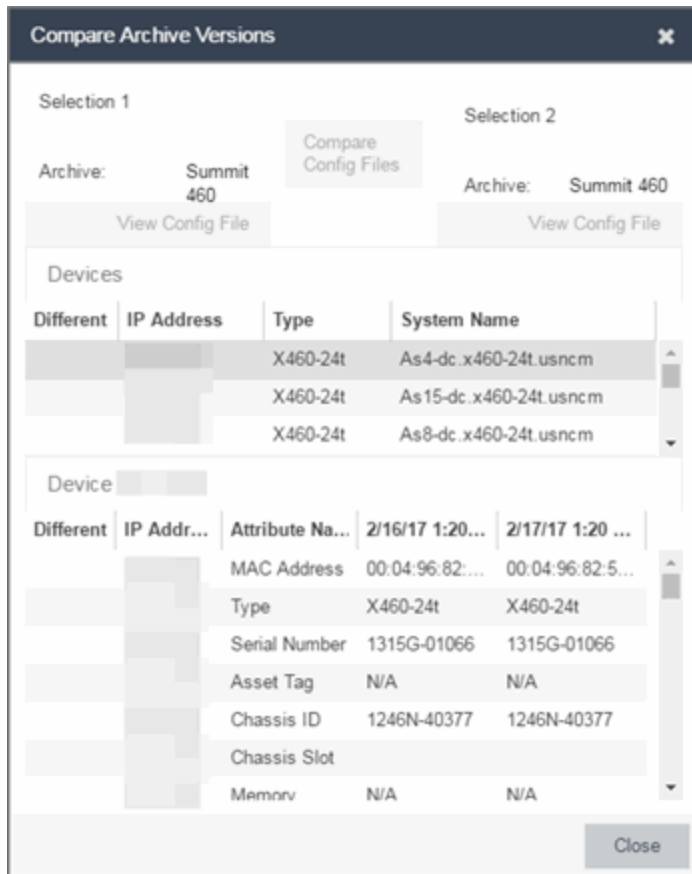 Compare Archive Versions
Selection 1
Selection 2
Compare
Config Files
Archive: Summit
460
Archive: Summit 460
View Config File
View Config File
Devices
Different IP Address Type System Name
X460-24t As4-dc.x460-24t.usncm
X460-24t As15-dc.x460-24t.usncm
X460-24t As8-dc.x460-24t.usncm
Device
Different IP Addr... Attribute Na... 2/16/17 1:20... 2/17/17 1:20 ...
MAC Address 00:04:96:82:... 00:04:96:82:5...
Type X460-24t X460-24t
Serial Number 1315G-01066 1315G-01066
Asset Tag N/A N/A
Chassis ID 1246N-40377 1246N-40377
Chassis Slot
Memory N/A N/A
Close